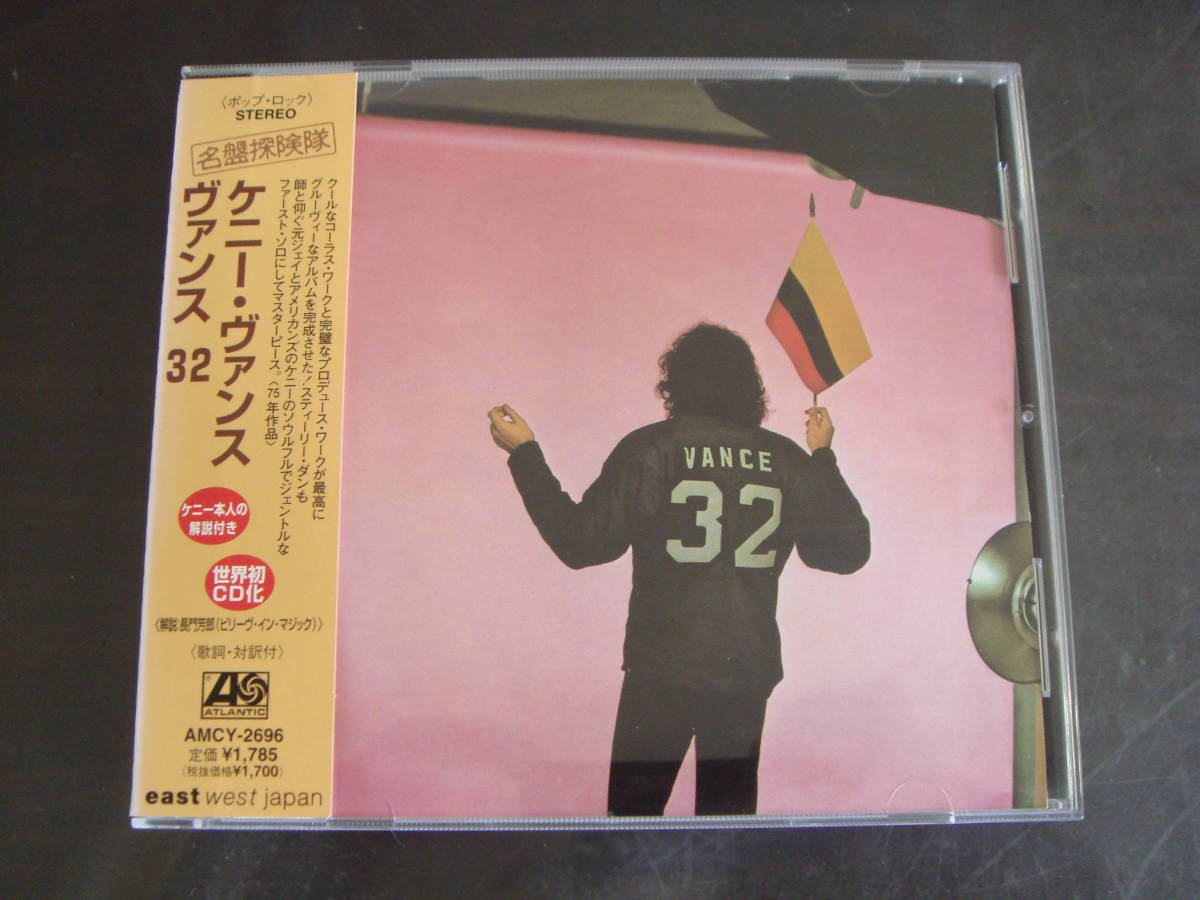 〈ポップ・ロック〉
STEREO
名盤探険隊
ケニー・ヴァンス
ヴァンス 32
クールなコーラス・ワークと完璧なプロデュース・ワークが最高に
グルーヴィーなアルバムを完成させた!スティーリー・ダンも
師と仰ぐ元ジェイとアメリカンズのケニーのソウルフルでジェントルな
ファースト・ソロにしてマスターピース。〈75年作品〉
ケニー本人の
解説付き
世界初
CD化
〈解説:長門芳郎(ビリーヴ・イン・マジック)〉
〈歌詞・対訳付〉
ATLANTIC
AMCY-2696
定価 ¥1,785
(税抜価格¥1,700)
east west japan
VANCE
32